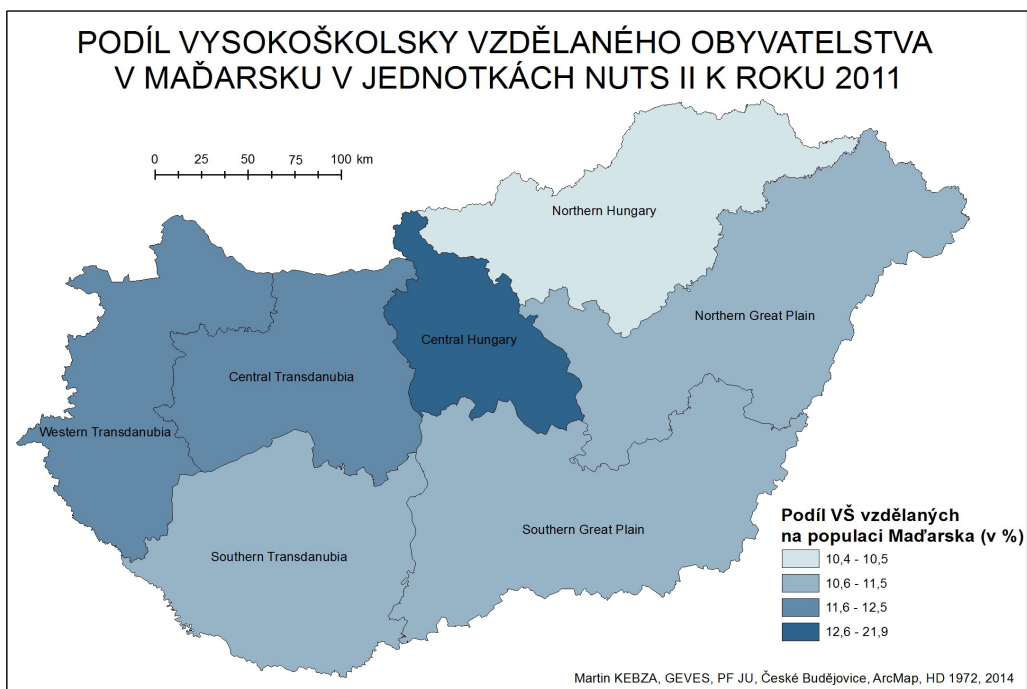 PODÍL VYSOKOŠKOLSKY VZDĚLANÉHO OBYVATELSTVA
V MAĎARSKU V JEDNOTKÁCH NUTS II K ROKU 2011
0 25 50 75 100 km
Northern Hungary
Northern Great Plain
Central Hungary
Central Transdanubia
Western Transdanubia
Southern Great Plain
Southern Transdanubia
Podíl VŠ vzdělaných
na populaci Maďarska (v %)
10,4 - 10,5
10,6 - 11,5
11,6 - 12,5
12,6 - 21,9
Martin KEBZA, GEVES, PF JU, České Budějovice, ArcMap, HD 1972, 2014